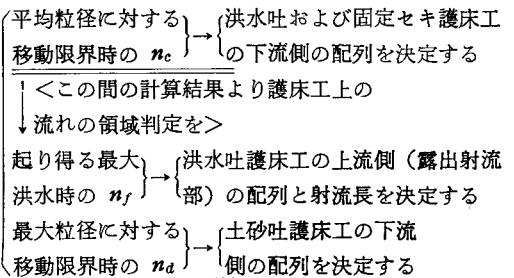 平均粒径に対する 移動限界時の nc → 洪水吐および固定セキ護床工 の下流側の配列を決定する
<この間の計算結果より護床工上の
流れの領域判定を>
起り得る最大 洪水時の nf → 洪水吐護床工の上流側（露出射流 部）の配列と射流長を決定する
最大粒径に対する 移動限界時の nd → 土砂吐護床工の下流 側の配列を決定する